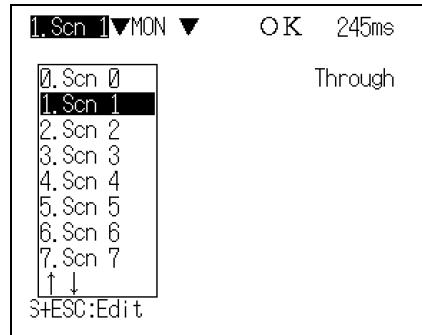 1.Scn 1▼MON ▼ OK 245ms
Through
0.Scn 0
1.Scn 1
2.Scn 2
3.Scn 3
4.Scn 4
5.Scn 5
6.Scn 6
7.Scn 7
↑ ↓
S+ESC:Edit